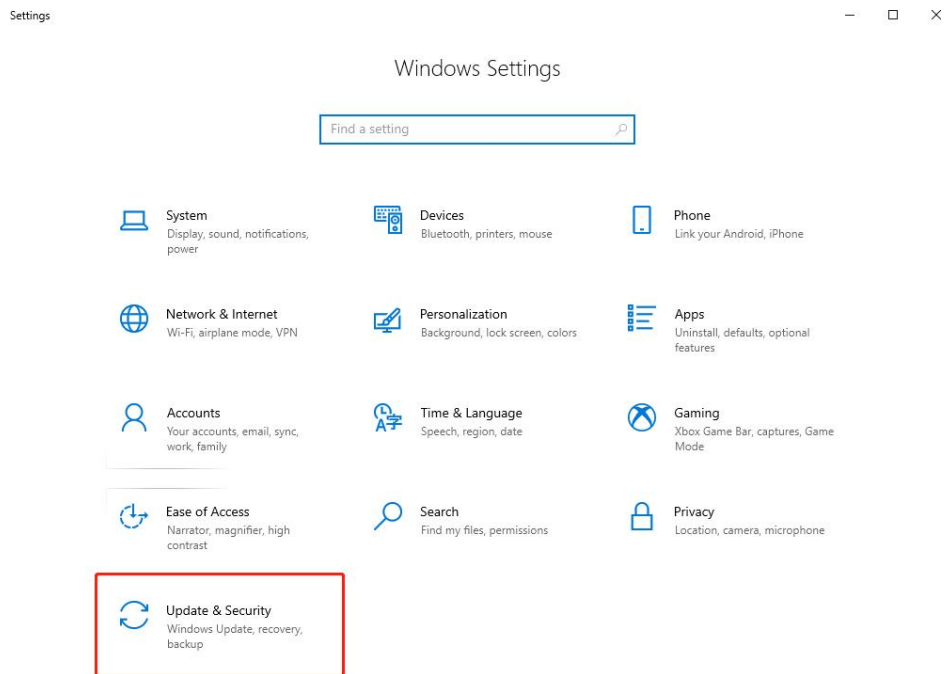 Settings
Windows Settings
Find a setting
System
Display, sound, notifications,
power
Devices
Bluetooth, printers, mouse
Phone
Link your Android, iPhone
Network & Internet
Wi-Fi, airplane mode, VPN
Personalization
Background, lock screen, colors
Apps
Uninstall, defaults, optional
features
Accounts
Your accounts, email, sync,
work, family
Time & Language
Speech, region, date
Gaming
Xbox Game Bar, captures, Game
Mode
Ease of Access
Narrator, magnifier, high
contrast
Search
Find my files, permissions
Privacy
Location, camera, microphone
Update & Security
Windows Update, recovery,
backup